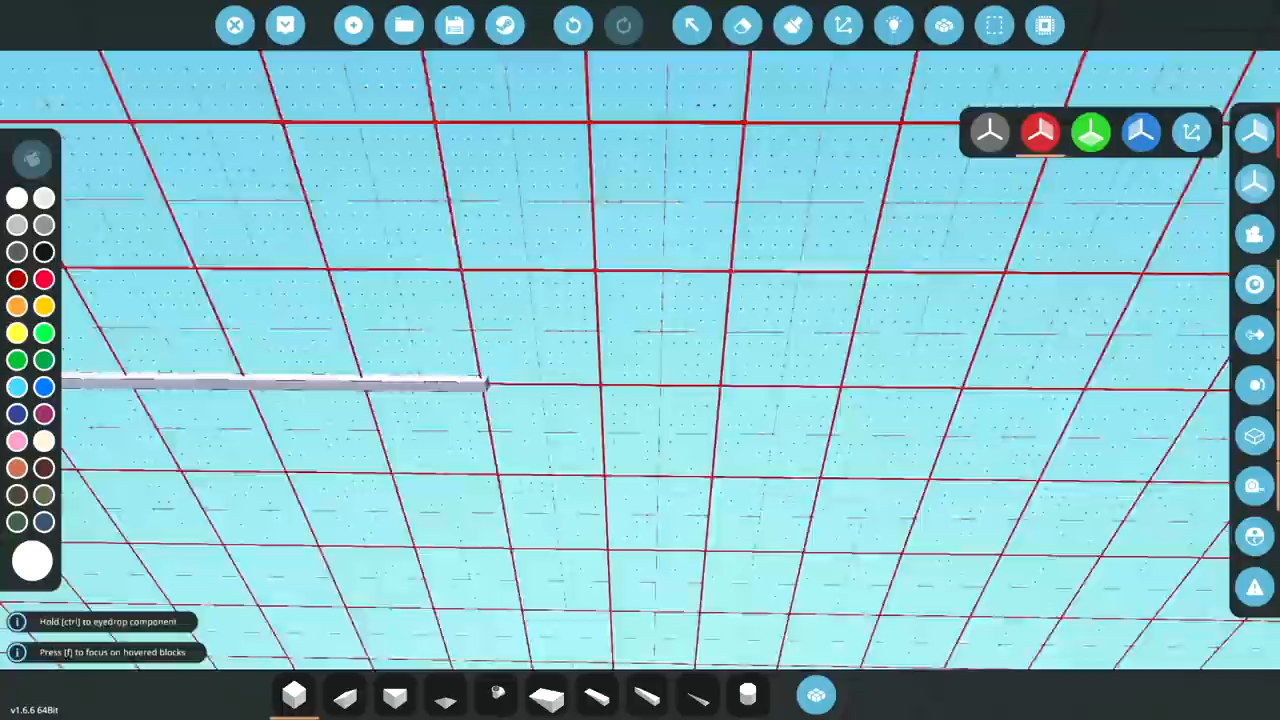 Hold [ctrl] to eyedrop component
Press [f] to focus on hovered blocks
v1.6.6 64Bit